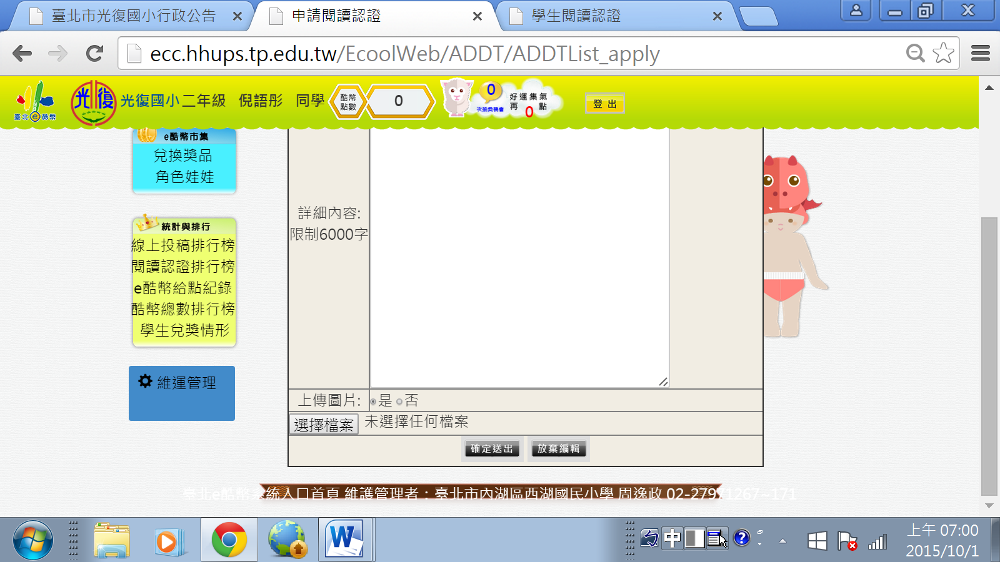 臺北市光復國小行政公告
申請閱讀認證
學生閱讀認證
ecc.hhups.tp.edu.tw/EcoolWeb/ADDT/ADDTList_apply
臺北e酷幣
光復
光復國小二年級 倪語彤 同學
酷幣點數
0
0
次抽獎機會
好運集氣
再 0 點
登出
e酷幣市集
兌換獎品
角色娃娃
統計與排行
線上投稿排行榜
閱讀認證排行榜
e酷幣給點紀錄
酷幣總數排行榜
學生兌獎情形
維運管理
詳細內容:
限制6000字
上傳圖片:
是 否
選擇檔案 未選擇任何檔案
確定送出 放棄編輯
臺北e酷幣系統入口首頁 維護管理者：臺北市內湖區西湖國民小學 周逸政 02-27971267~171
中
上午 07:00
2015/10/1